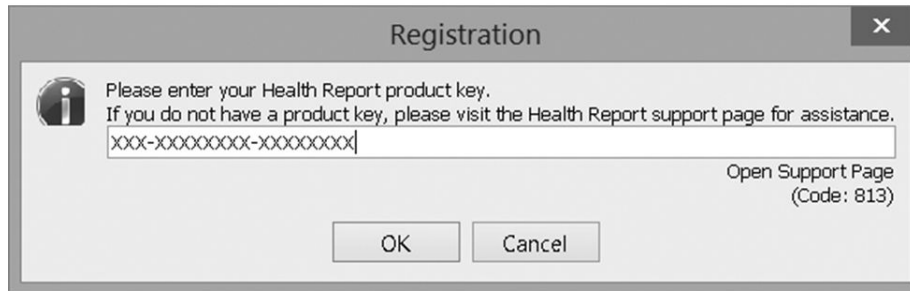 Registration
Please enter your Health Report product key.
If you do not have a product key, please visit the Health Report support page for assistance.
XXX-XXXXXXXX-XXXXXXXX
Open Support Page
(Code: 813)
OK Cancel